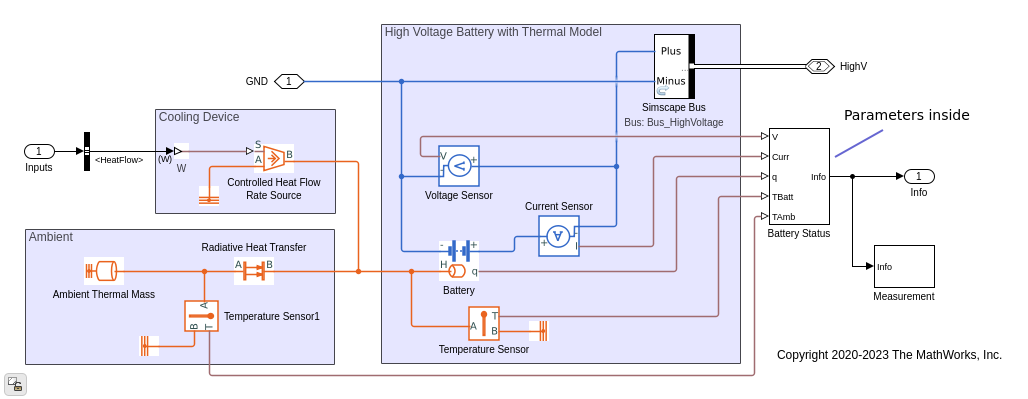 High Voltage Battery with Thermal Model
Plus
Minus
Simscape Bus
Bus: Bus_HighVoltage
2
HighV
GND
1
Cooling Device
1
Inputs
<HeatFlow>
(W)
W
S
A
B
Controlled Heat Flow
Rate Source
Parameters inside
V
+
-
Voltage Sensor
Current Sensor
+
-
I
V
Curr
q
TBatt
TAmb
Info
Battery Status
1
Info
Info
Measurement
Ambient
Radiative Heat Transfer
A
B
Ambient Thermal Mass
A
B
T
Temperature Sensor1
-
+
H
q
Battery
A
T
B
Temperature Sensor
Copyright 2020-2023 The MathWorks, Inc.